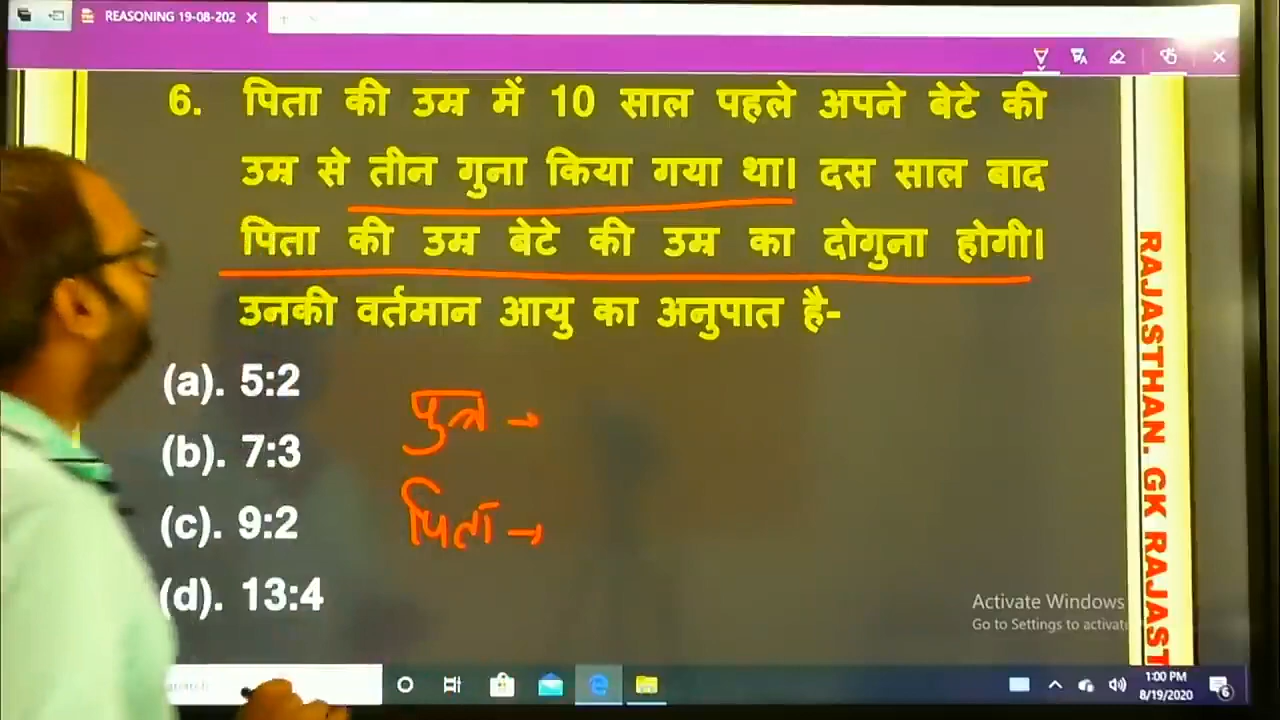 REASONING 19-08-202
6. पिता की उम्र में 10 साल पहले अपने बेटे की
उम्र से तीन गुना किया गया था। दस साल बाद
पिता की उम्र बेटे की उम्र का दोगुना होगी।
उनकी वर्तमान आयु का अनुपात है-
(a). 5:2
(b). 7:3
(c). 9:2
(d). 13:4
पुत्र →
पिता →
RAJASTHAN. GK RAJAST
Activate Windows
Go to Settings to activat
1:00 PM
8/19/2020
6